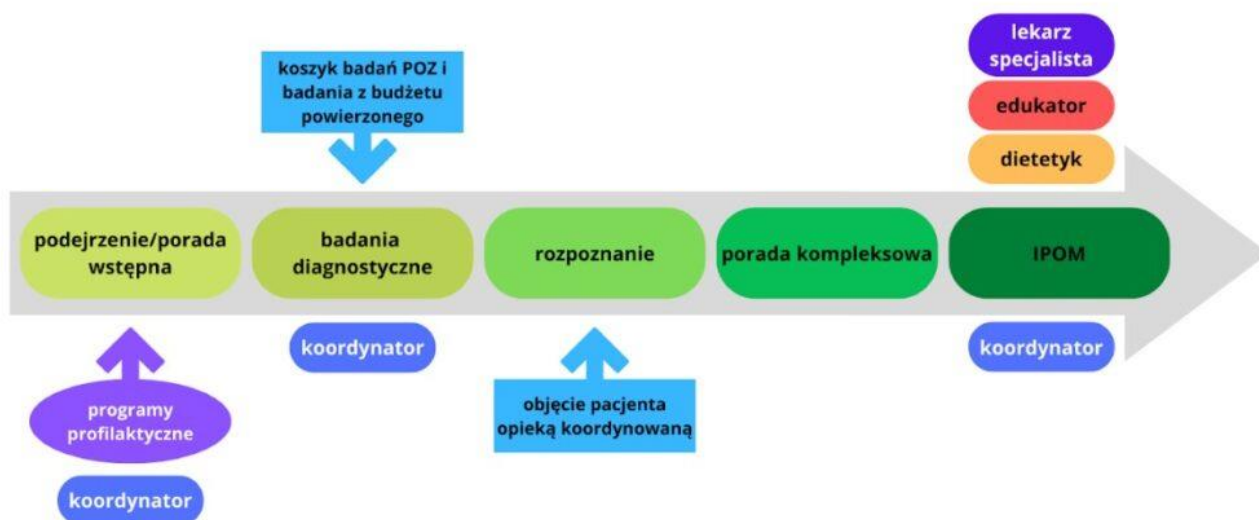 koszyk badań POZ i
badania z budżetu
powierzonego
lekarz
specjalista
edukator
dietetyk
podejrzenie/porada
wstępna
badania
diagnostyczne
rozpoznanie
porada kompleksowa
IPOM
koordynator
koordynator
programy
profilaktyczne
objęcie pacjenta
opieką koordynowaną
koordynator